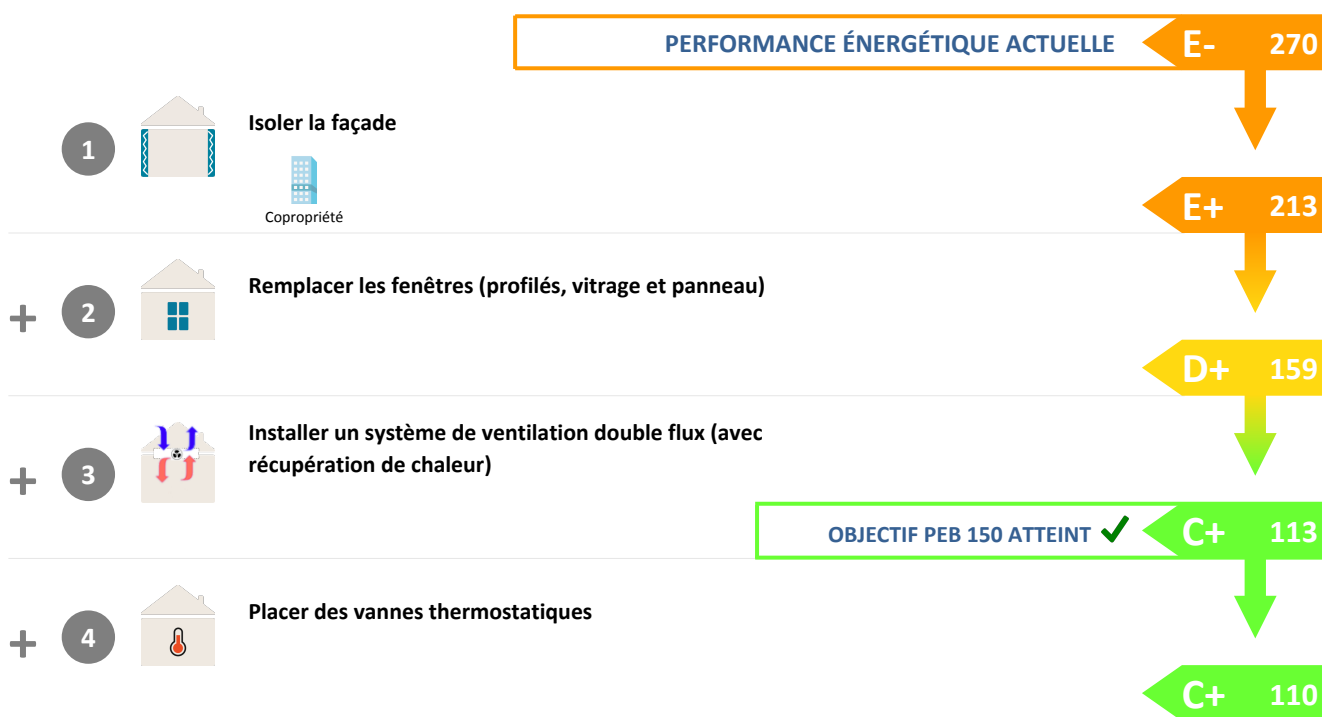 PERFORMANCE ÉNERGÉTIQUE ACTUELLE E- 270
1 Isoler la façade
Copropriété
E+ 213
+ 2 Remplacer les fenêtres (profilés, vitrage et panneau)
D+ 159
+ 3 Installer un système de ventilation double flux (avec
récupération de chaleur)
OBJECTIF PEB 150 ATTEINT ✓ C+ 113
+ 4 Placer des vannes thermostatiques
C+ 110